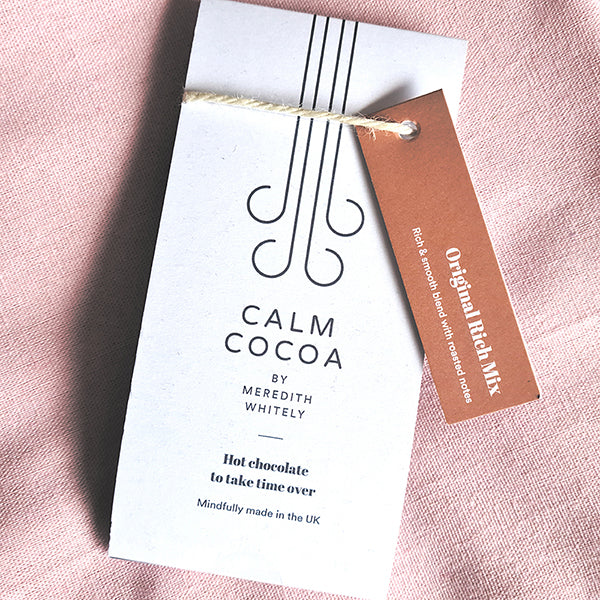 CALM
COCOA
BY
MEREDITH
WHITELY
Hot chocolate
to take time over
Mindfully made in the UK
Original Rich Mix
Rich & smooth blend with roasted notes